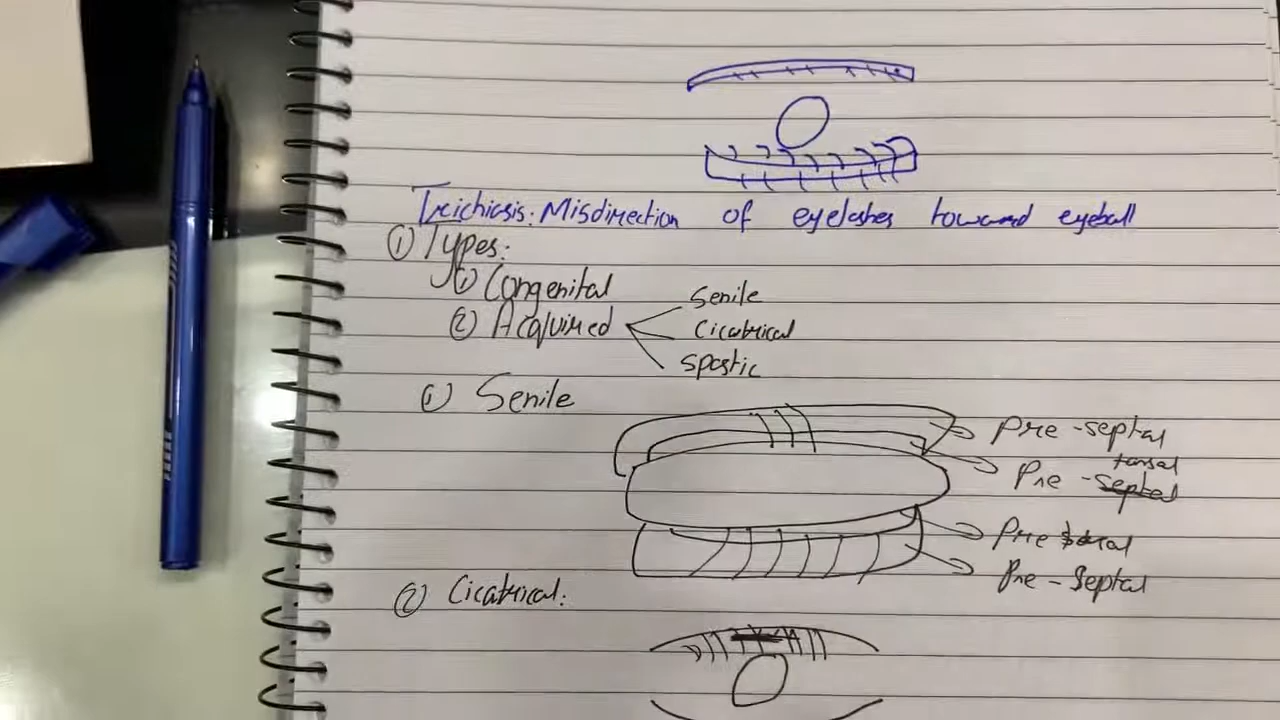 Trichiasis: Misdirection of eyelashes toward eyeball
① Types:
① Congenital
② Acquired
Senile
Cicatrical
Spastic
① Senile
Pre-septal
tarsal
Pre-septal
Pre
Pre-Septal
② Cicatrical: